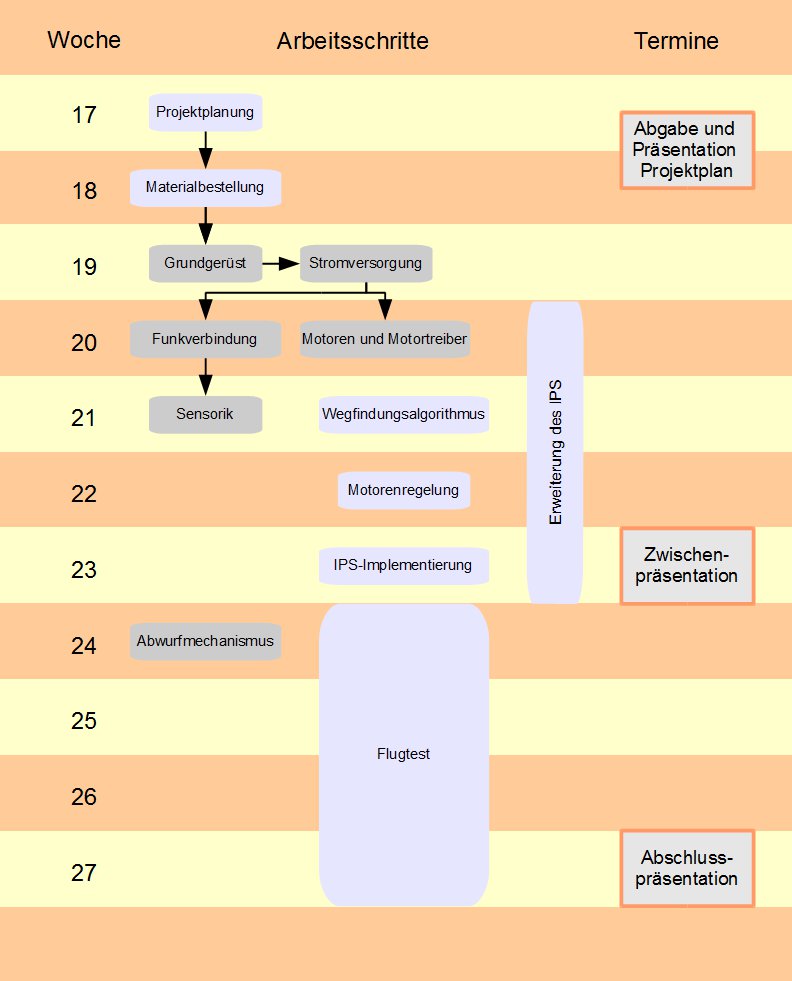 Woche Arbeitsschritte Termine
17 Projektplanung
Abgabe und
Präsentation
Projektplan
18 Materialbestellung
19 Grundgerüst Stromversorgung
20 Funkverbindung Motoren und Motortreiber
Erweiterung des IPS
21 Sensorik Wegfindungsalgorithmus
22 Motorenregelung
23 IPS-Implementierung
Zwischen-
präsentation
24 Abwurfmechanismus
25
Flugtest
26
27
Abschluss-
präsentation